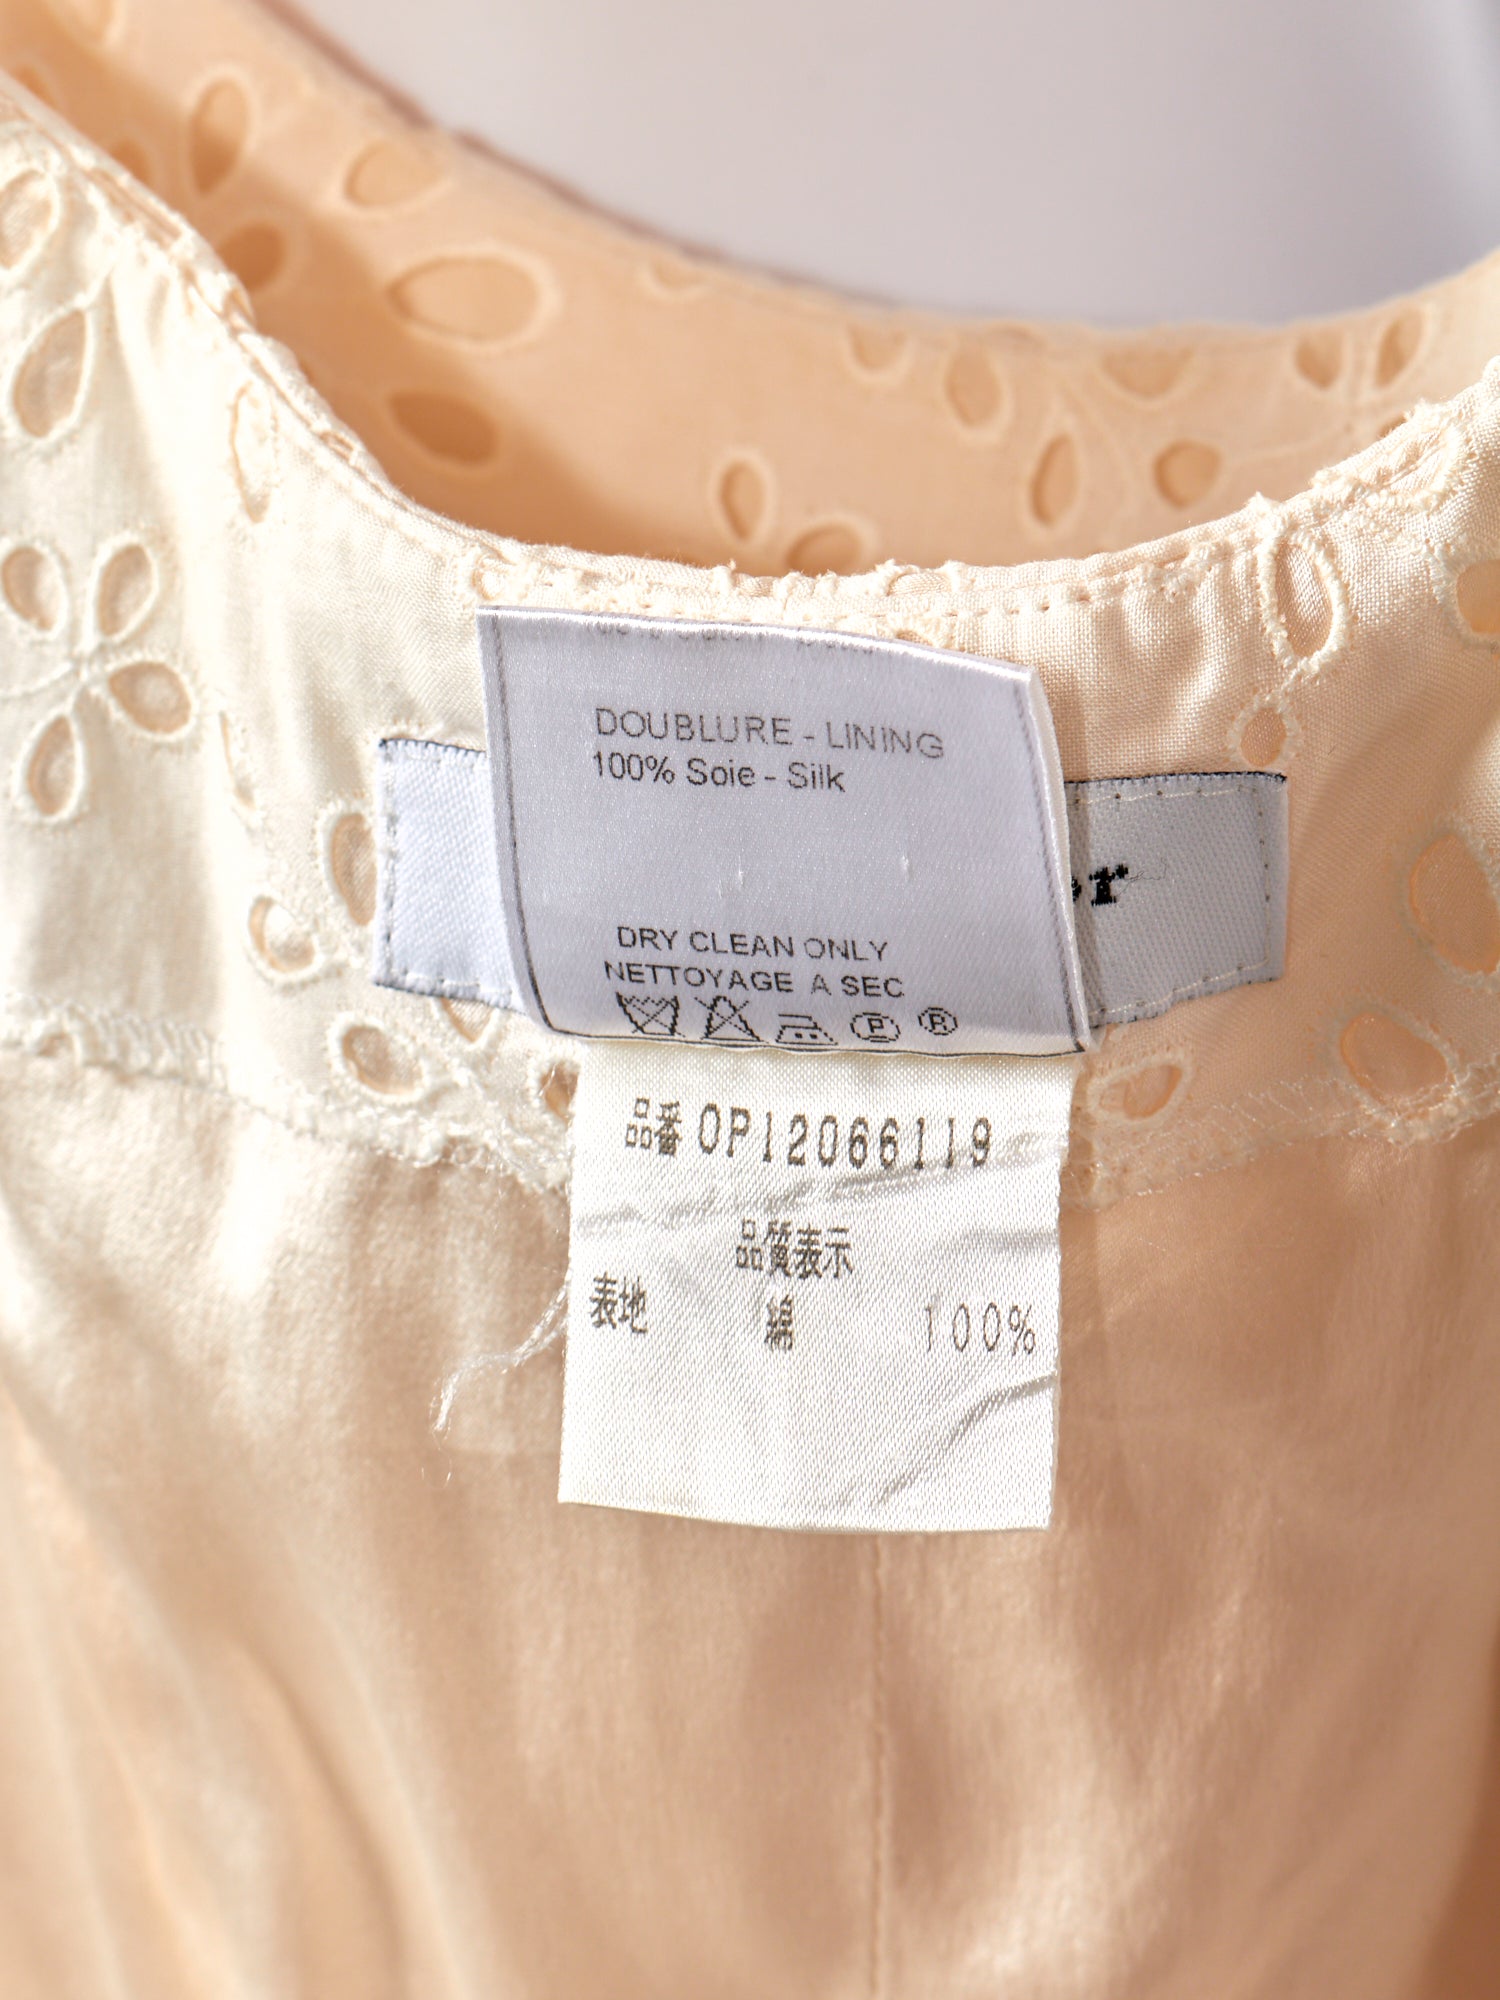 DOUBLURE - LINING
100% Soie - Silk
DRY CLEAN ONLY
NETTOYAGE A SEC
P R
品番 OP12066119
品質表示
表地 綿 100%